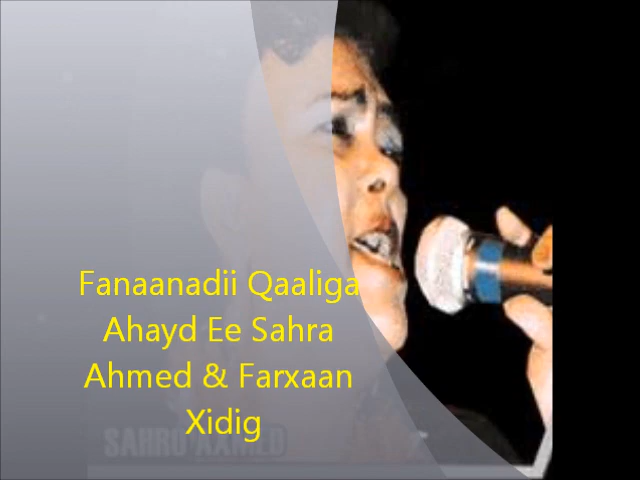 Fanaanadii Qaaliga
Ahayd Ee Sahra
Ahmed & Farxaan
Xidig
SAHRO AXMED